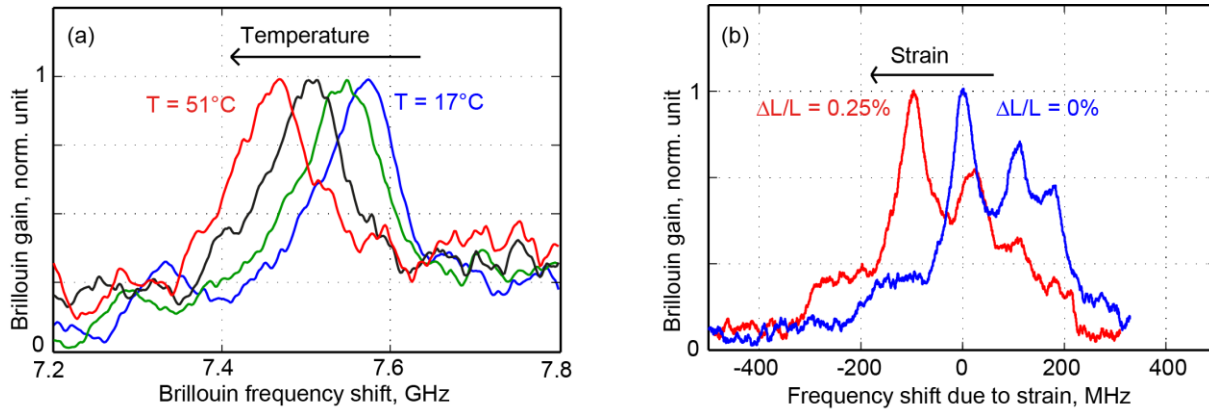 (a)
Temperature
1
T = 51°C
T = 17°C
Brillouin gain, norm. unit
0
7.2
7.4
7.6
7.8
Brillouin frequency shift, GHz
(b)
Strain
1
ΔL/L = 0.25%
ΔL/L = 0%
Brillouin gain, norm. unit
0
-400
-200
0
200
400
Frequency shift due to strain, MHz